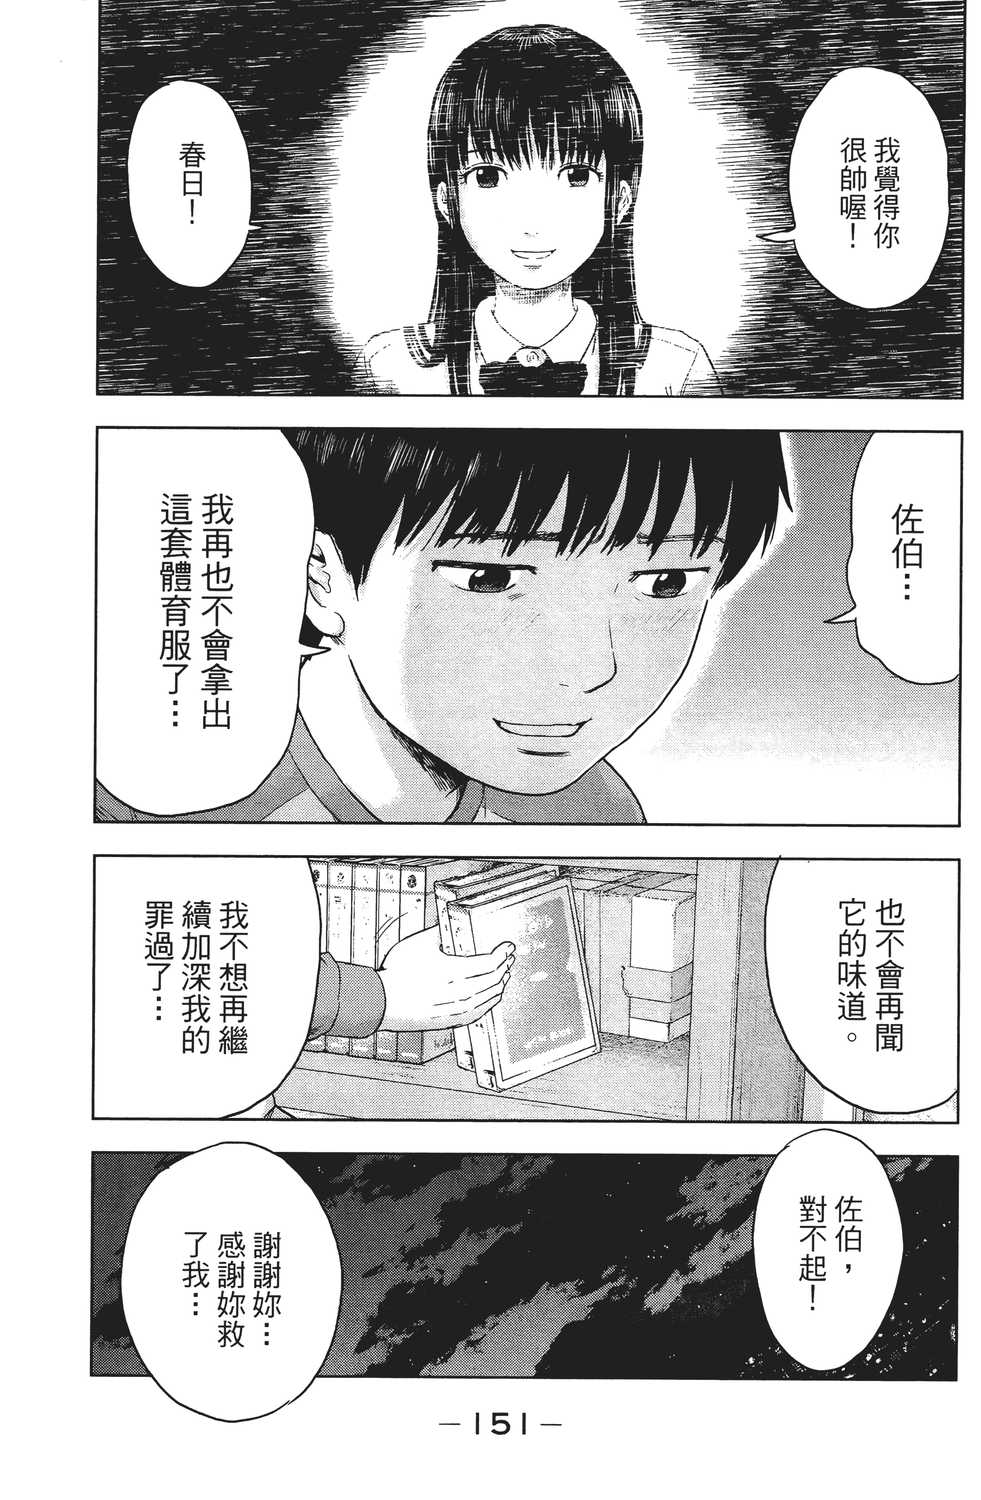 我覺得你
很帥喔！
春日！
佐伯…
我再也不會拿出
這套體育服了…
也不會再聞
它的味道。
我不想再繼
續加深我的
罪過了…
佐伯，
對不起！
謝謝妳…
感謝妳救
了我…
—151—